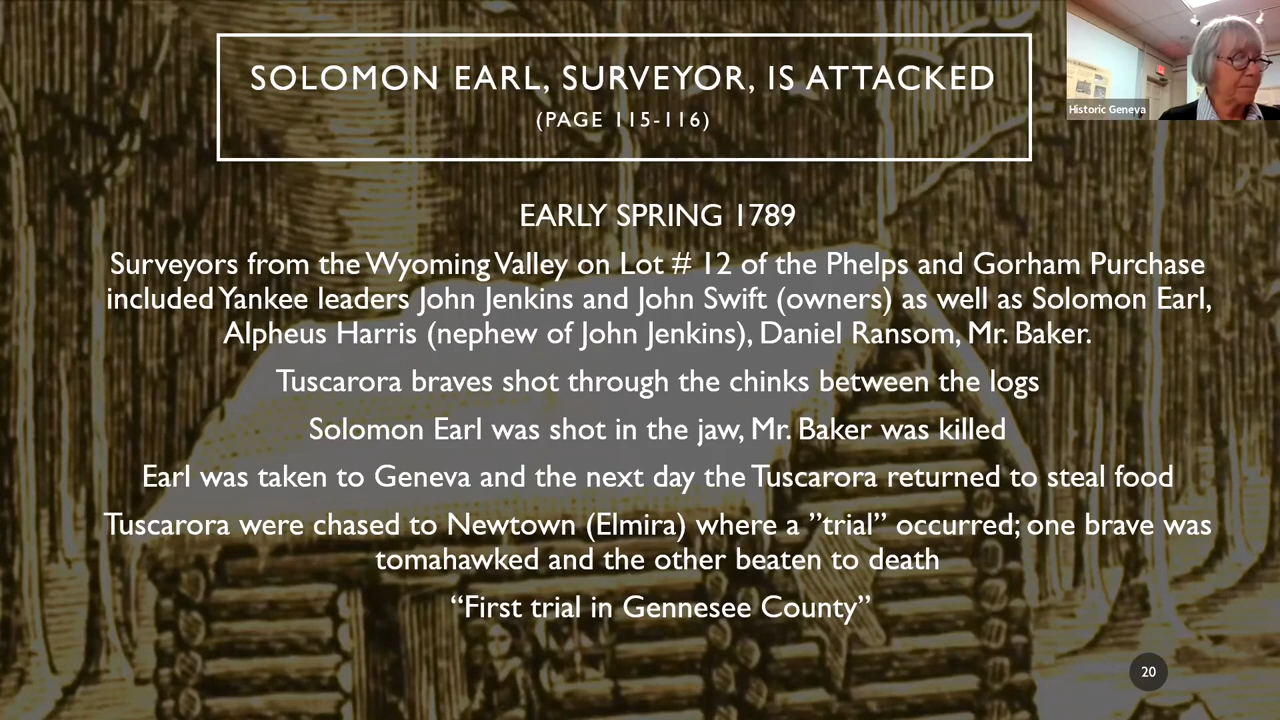 SOLOMON EARL, SURVEYOR, IS ATTACKED
(PAGE 115-116)
Historic Geneva
EARLY SPRING 1789
Surveyors from the Wyoming Valley on Lot # 12 of the Phelps and Gorham Purchase
included Yankee leaders John Jenkins and John Swift (owners) as well as Solomon Earl,
Alpheus Harris (nephew of John Jenkins), Daniel Ransom, Mr. Baker.
Tuscarora braves shot through the chinks between the logs
Solomon Earl was shot in the jaw, Mr. Baker was killed
Earl was taken to Geneva and the next day the Tuscarora returned to steal food
Tuscarora were chased to Newtown (Elmira) where a ”trial” occurred; one brave was
tomahawked and the other beaten to death
“First trial in Gennesee County”
20